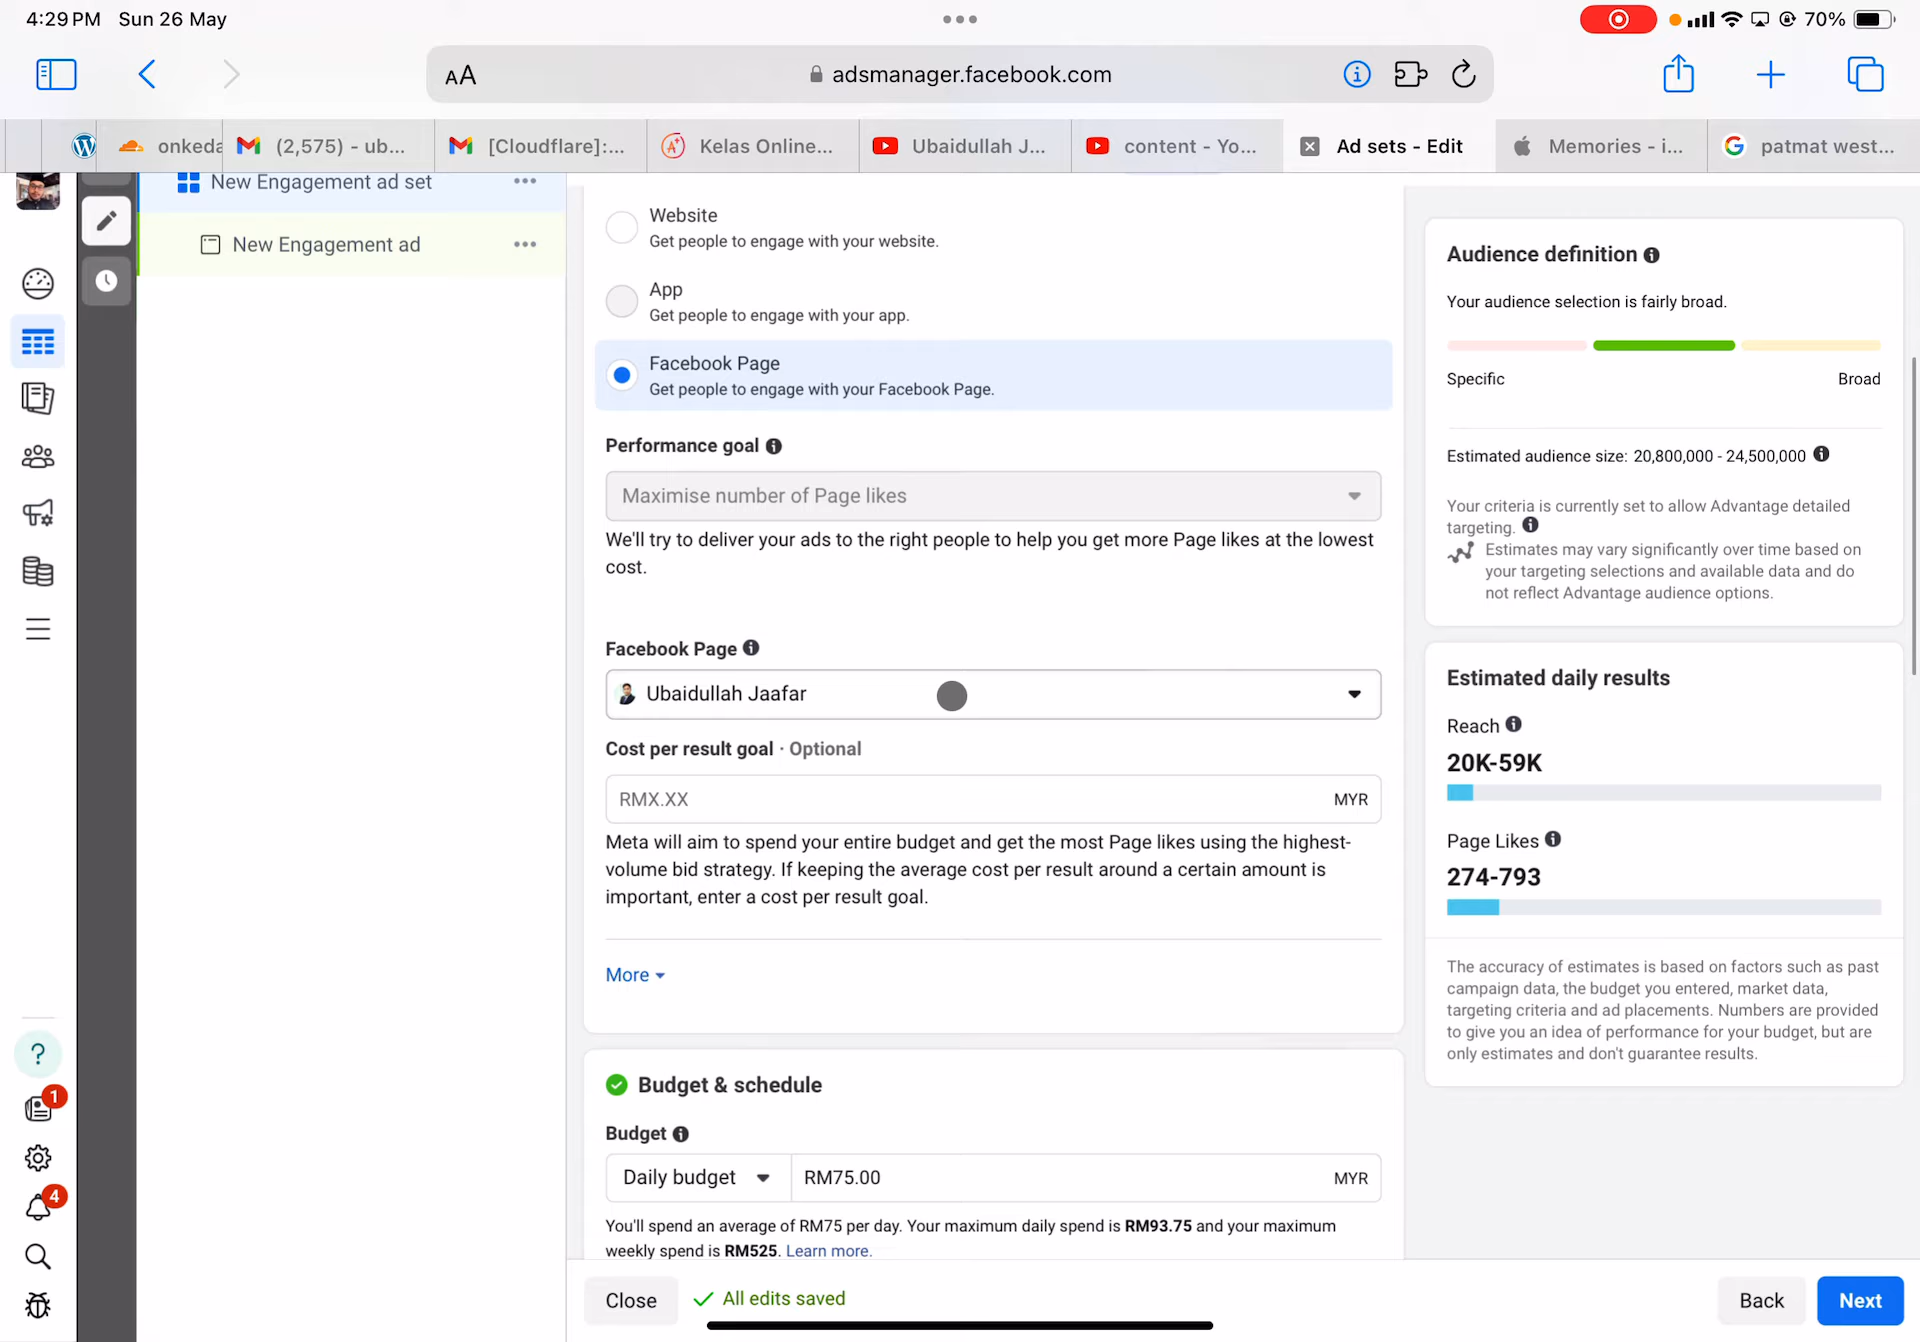 4:29 PM Sun 26 May
70%
AA
adsmanager.facebook.com
onkeda
(2,575) - ub...
[Cloudflare]:...
Kelas Online...
Ubaidullah J...
content - Yo...
Ad sets - Edit
Memories - i...
patmat west...
New Engagement ad set
New Engagement ad
Website
Get people to engage with your website.
App
Get people to engage with your app.
Facebook Page
Get people to engage with your Facebook Page.
Performance goal
Maximise number of Page likes
We'll try to deliver your ads to the right people to help you get more Page likes at the lowest
cost.
Facebook Page
Ubaidullah Jaafar
Cost per result goal · Optional
RMX.XX
MYR
Meta will aim to spend your entire budget and get the most Page likes using the highest-
volume bid strategy. If keeping the average cost per result around a certain amount is
important, enter a cost per result goal.
More
Budget & schedule
Budget
Daily budget
RM75.00
MYR
You'll spend an average of RM75 per day. Your maximum daily spend is RM93.75 and your maximum
weekly spend is RM525. Learn more.
Close
All edits saved
Back
Next
Audience definition
Your audience selection is fairly broad.
Specific
Broad
Estimated audience size: 20,800,000 - 24,500,000
Your criteria is currently set to allow Advantage detailed
targeting.
Estimates may vary significantly over time based on
your targeting selections and available data and do
not reflect Advantage audience options.
Estimated daily results
Reach
20K-59K
Page Likes
274-793
The accuracy of estimates is based on factors such as past
campaign data, the budget you entered, market data,
targeting criteria and ad placements. Numbers are provided
to give you an idea of performance for your budget, but are
only estimates and don't guarantee results.
1
4